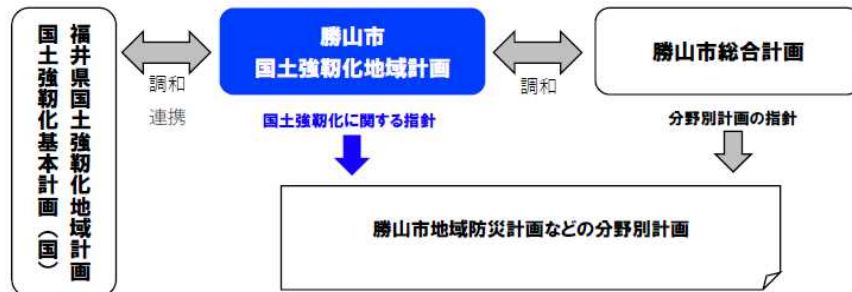 福井県国土強靭化地域計画
国土強靭化基本計画（国）
調和
連携
勝山市
国土強靭化地域計画
調和
勝山市総合計画
国土強靭化に関する指針
分野別計画の指針
勝山市地域防災計画などの分野別計画